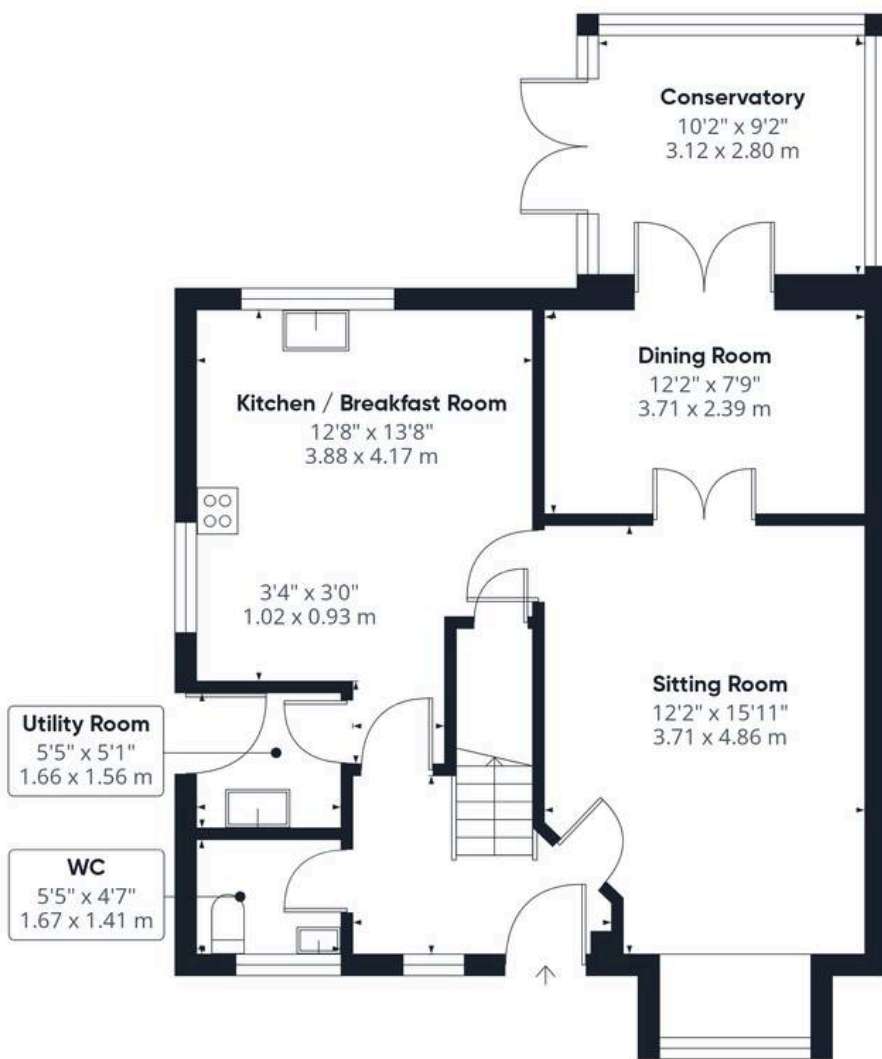 Conservatory
10'2" x 9'2"
3.12 x 2.80 m
Dining Room
12'2" x 7'9"
3.71 x 2.39 m
Kitchen / Breakfast Room
12'8" x 13'8"
3.88 x 4.17 m
3'4" x 3'0"
1.02 x 0.93 m
Sitting Room
12'2" x 15'11"
3.71 x 4.86 m
Utility Room
5'5" x 5'1"
1.66 x 1.56 m
WC
5'5" x 4'7"
1.67 x 1.41 m